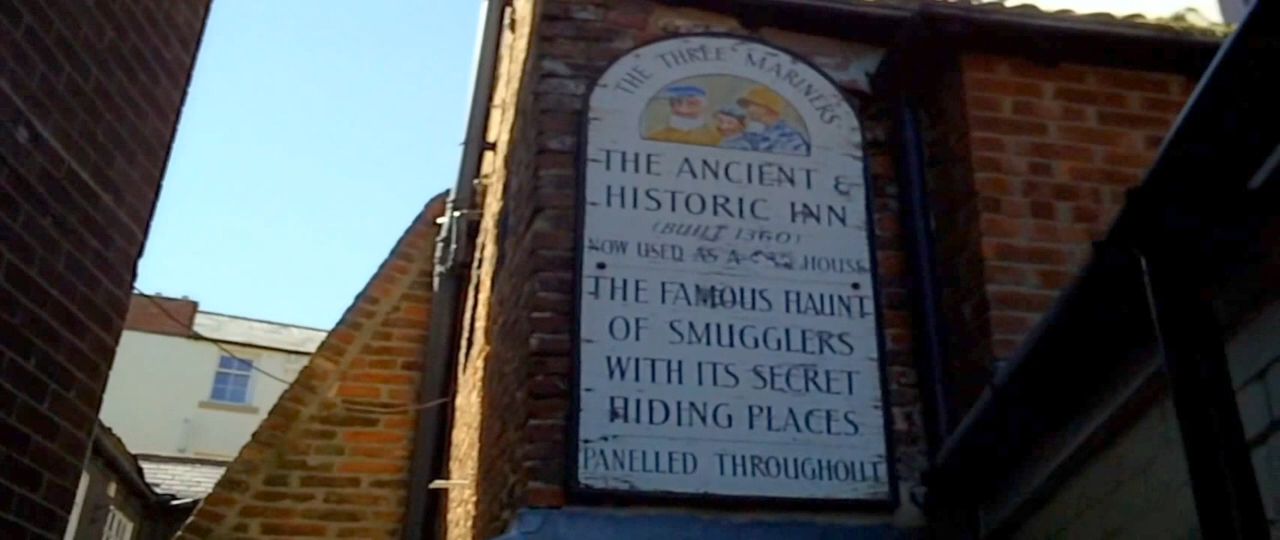 THE THREE MARINERS
THE ANCIENT &
HISTORIC INN
(BUILT 1360)
NOW USED AS A HOUSE
THE FAMOUS HAUNT
OF SMUGGLERS
WITH ITS SECRET
HIDING PLACES
PANELLED THROUGHOUT